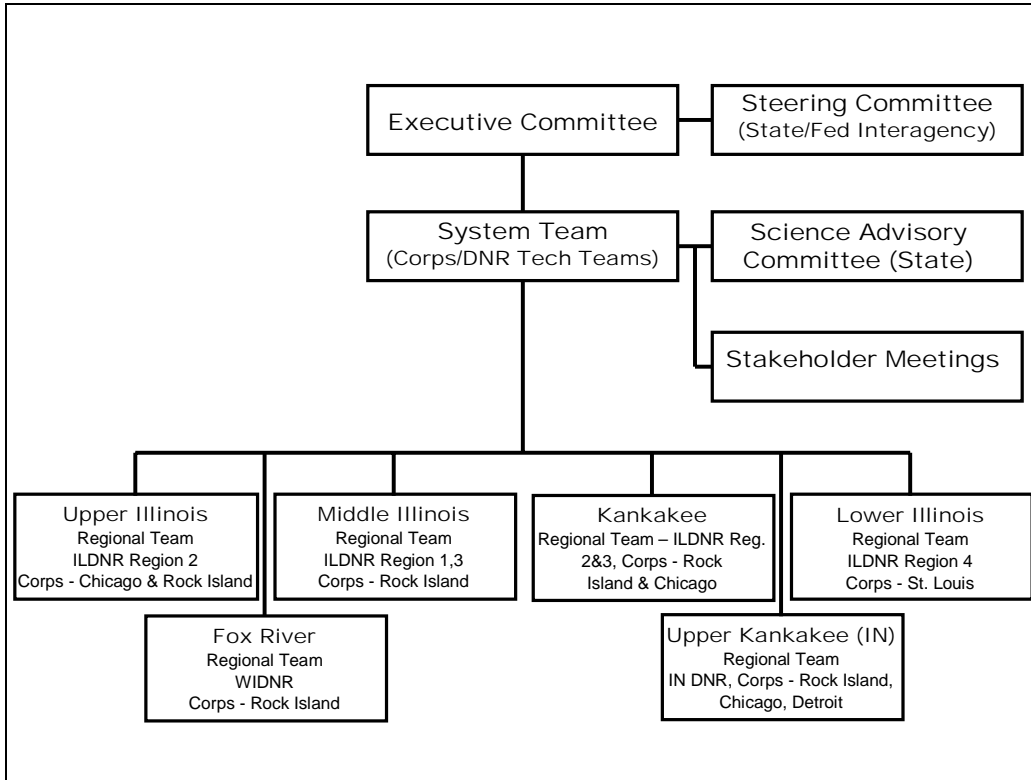 Executive Committee
Steering Committee
(State/Fed Interagency)
System Team
(Corps/DNR Tech Teams)
Science Advisory
Committee (State)
Stakeholder Meetings
Upper Illinois
Regional Team
ILDNR Region 2
Corps - Chicago & Rock Island
Middle Illinois
Regional Team
ILDNR Region 1,3
Corps - Rock Island
Kankakee
Regional Team – ILDNR Reg.
2&3, Corps - Rock
Island & Chicago
Lower Illinois
Regional Team
ILDNR Region 4
Corps - St. Louis
Fox River
Regional Team
WIDNR
Corps - Rock Island
Upper Kankakee (IN)
Regional Team
IN DNR, Corps - Rock Island,
Chicago, Detroit